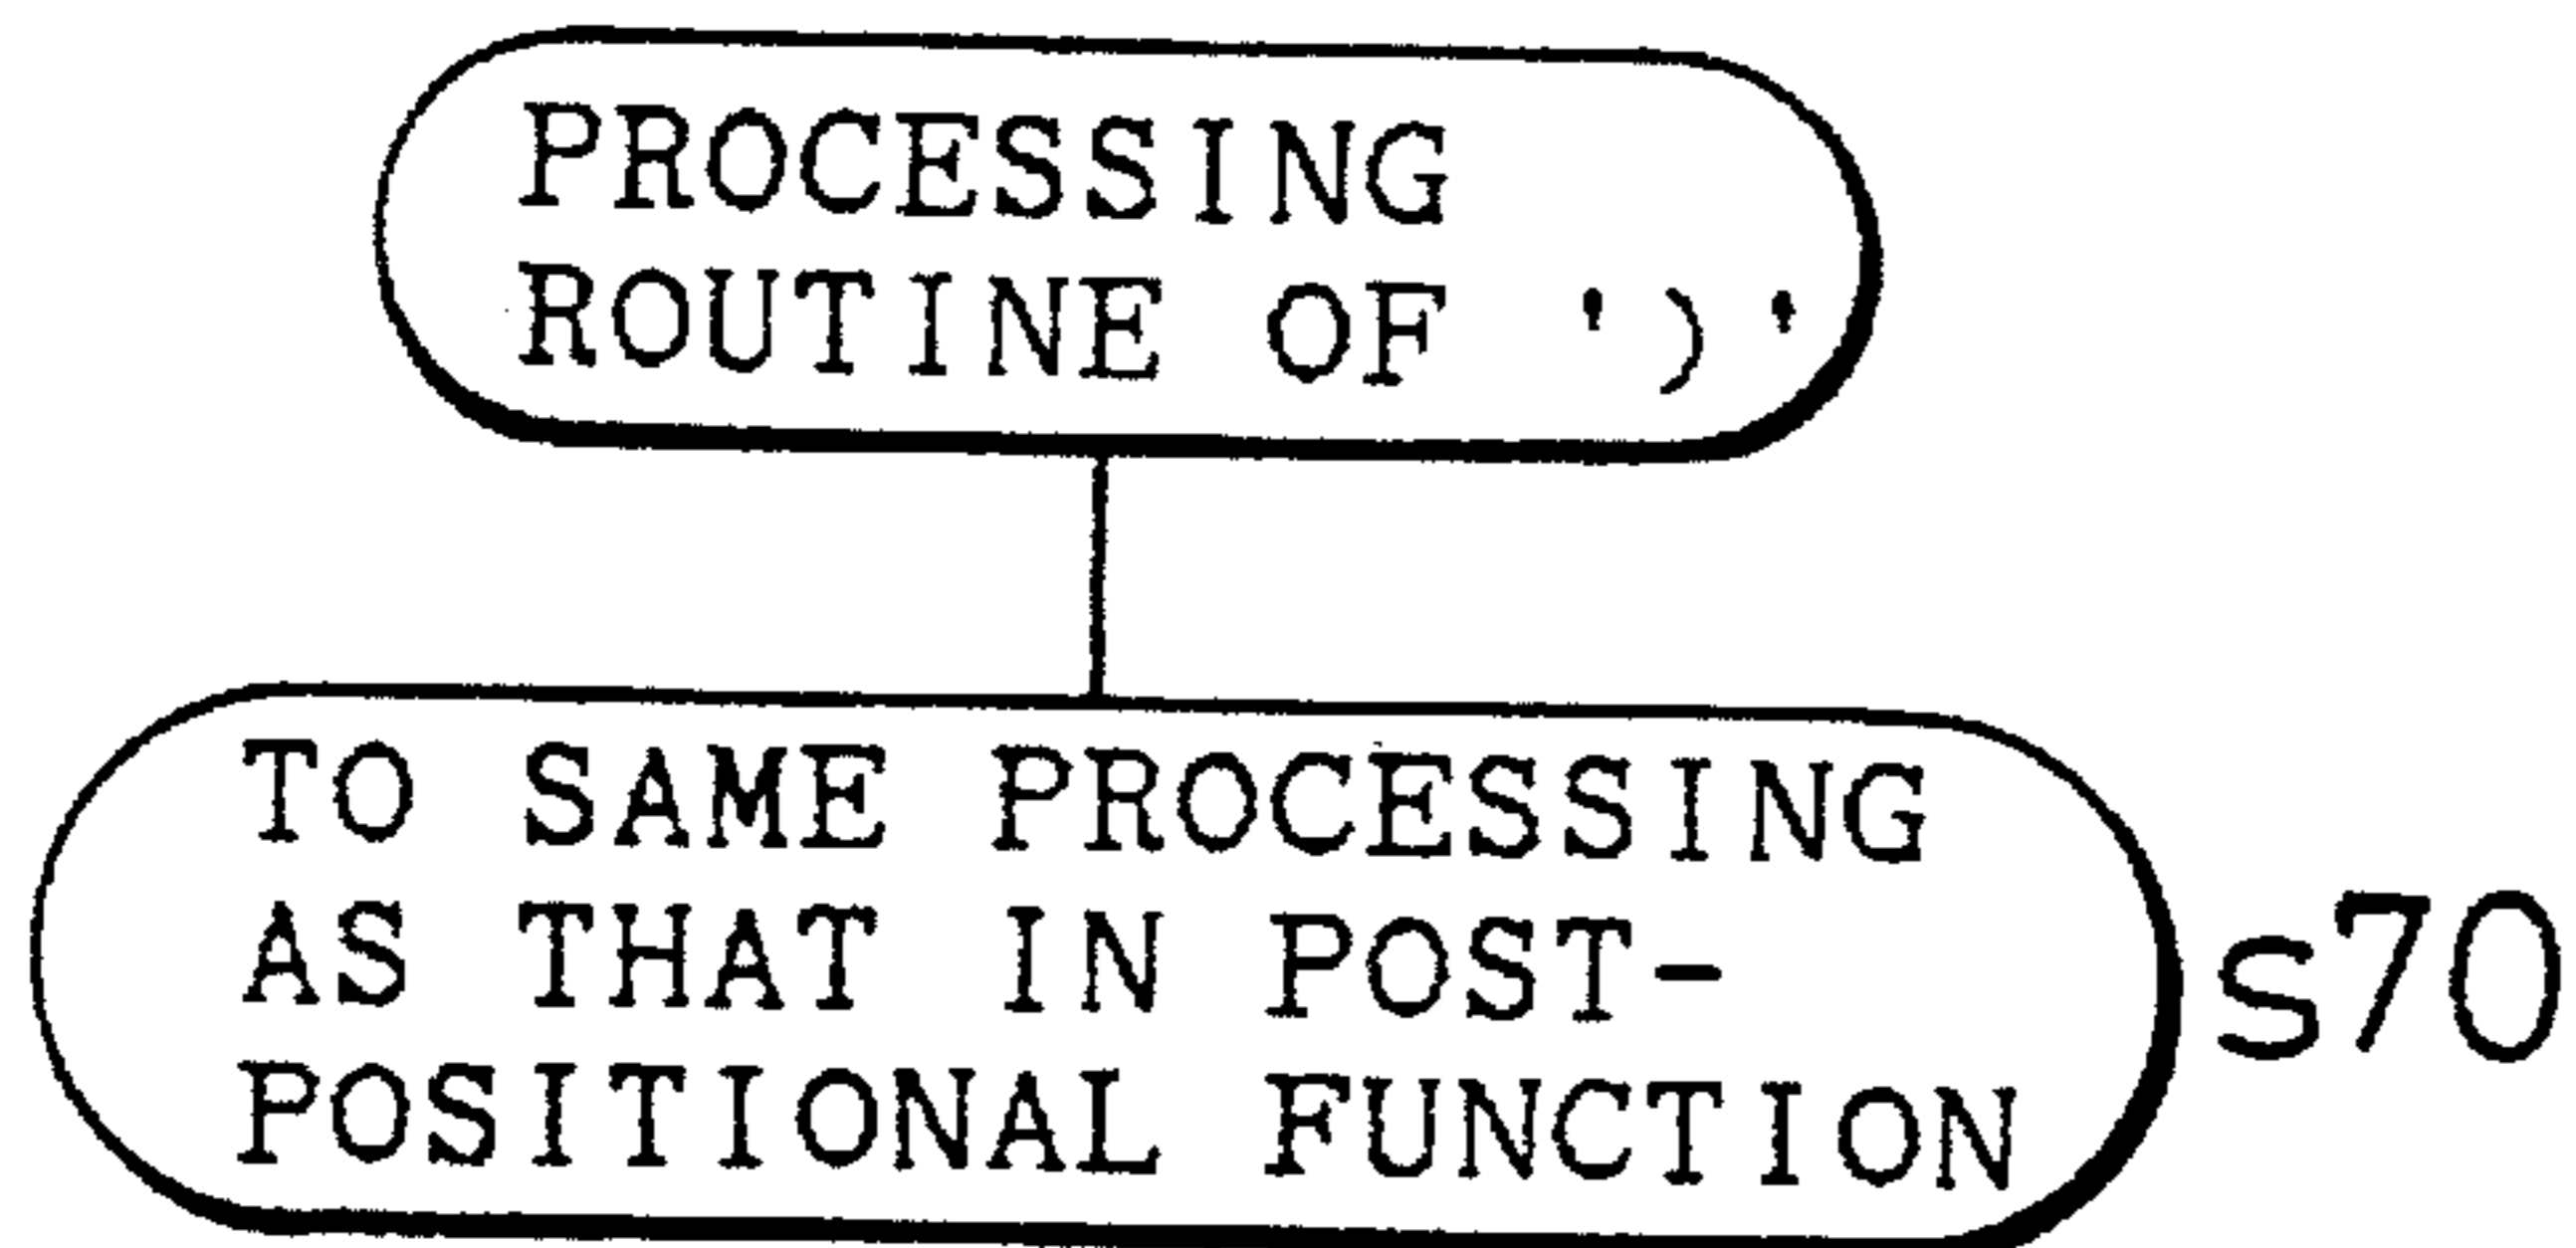 PROCESSING
ROUTINE OF ')'
TO SAME PROCESSING
AS THAT IN POST-
POSITIONAL FUNCTION
s70